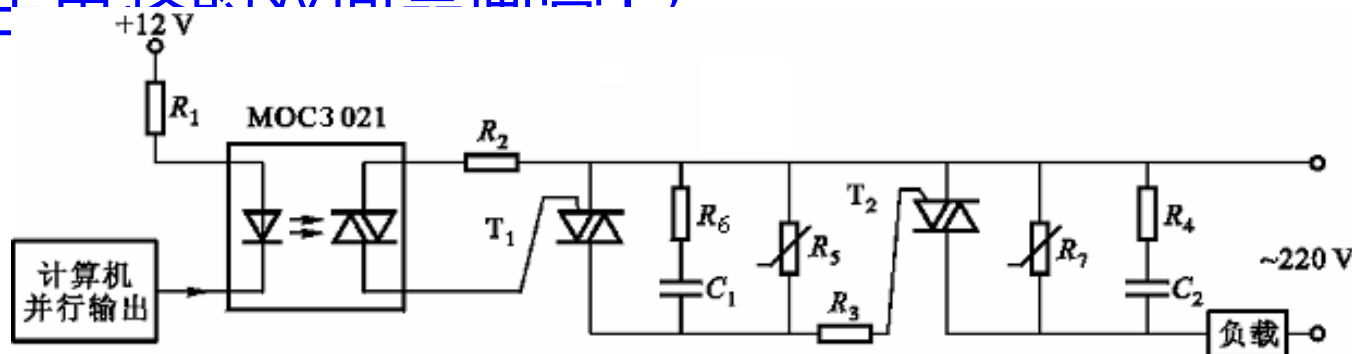 +12 V
R₁
MOC3 021
R₂
T₁
R₆
C₁
R₅
R₃
T₂
R₇
R₄
C₂
~220 V
计算机
并行输出
负载